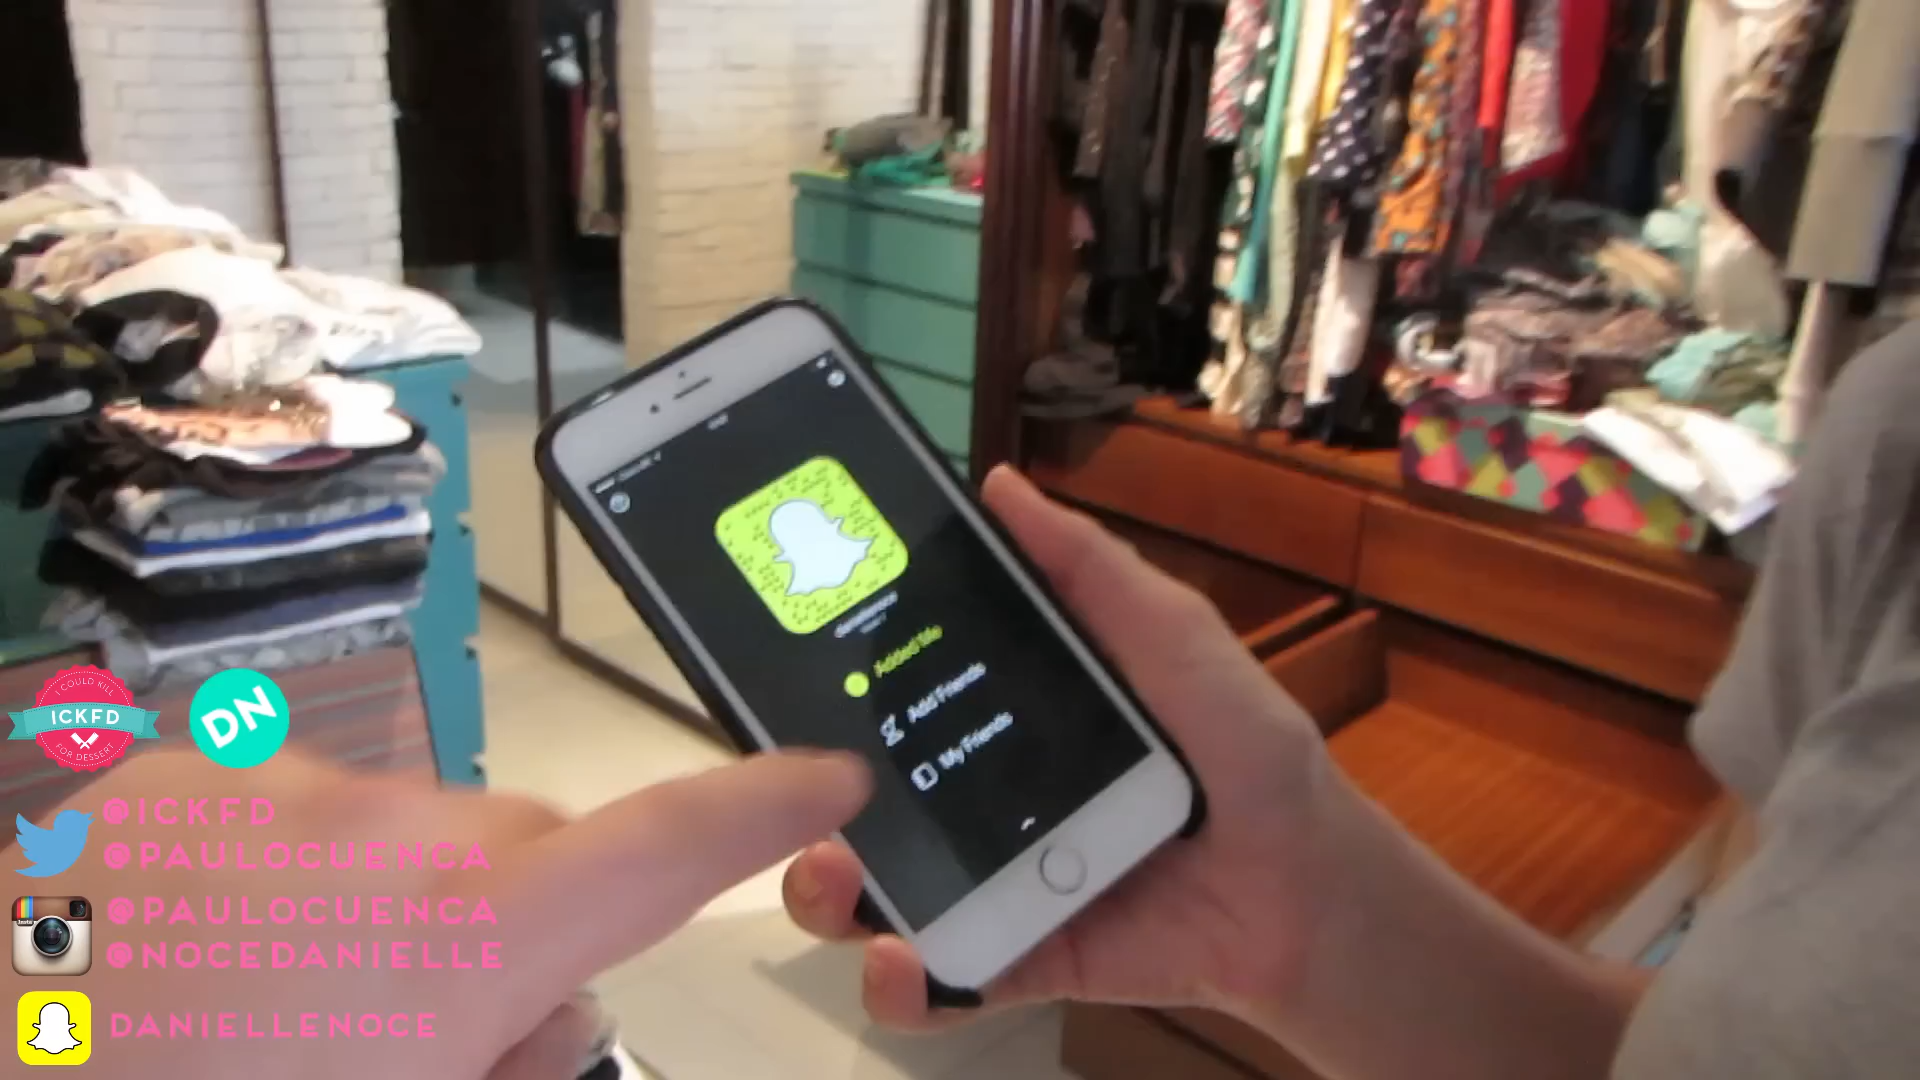 Added Me
Add Friends
My Friends
I COULD KILL
ICKFD
FOR DESSERT
DN
@ICKFD
@PAULOCUENCA
@PAULOCUENCA
@NOCEDANIELLE
DANIELLENOCE